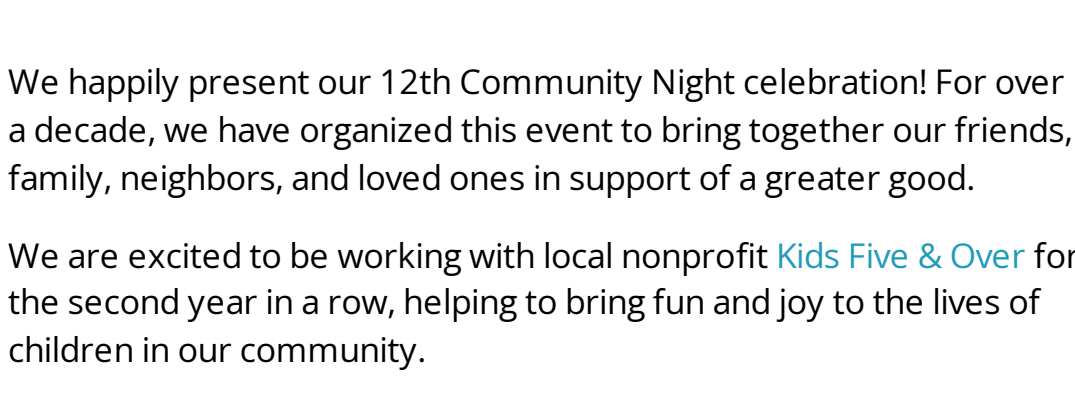 We happily present our 12th Community Night celebration! For over
a decade, we have organized this event to bring together our friends,
family, neighbors, and loved ones in support of a greater good.
We are excited to be working with local nonprofit Kids Five & Over for
the second year in a row, helping to bring fun and joy to the lives of
children in our community.